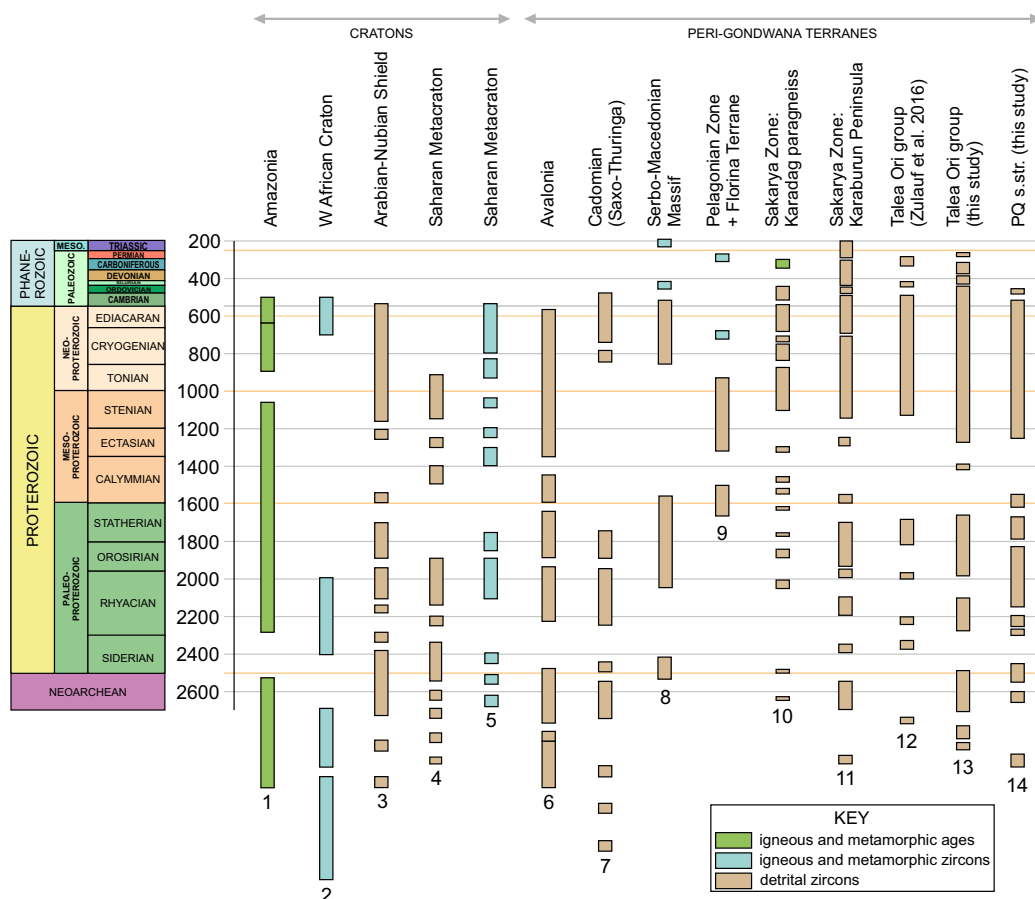 CRATONS
PERI-GONDWANA TERRANES
Amazonia
W African Craton
Arabian-Nubian Shield
Saharan Metacraton
Saharan Metacraton
Avalonia
Cadomian
(Saxo-Thuringa)
Serbo-Macedonian
Massif
Pelagonian Zone
+ Florina Terrane
Sakarya Zone:
Karadag paragneiss
Sakarya Zone:
Karaburun Peninsula
Talea Ori group
(Zulauf et al. 2016)
Talea Ori group
(this study)
PQ s.str. (this study)
PHANE-
ROZOIC
MESO.
TRIASSIC
PALEOZOIC
PERMIAN
CARBONIFEROUS
DEVONIAN
SILURIAN
ORDOVICIAN
CAMBRIAN
PROTEROZOIC
NEO-
PROTEROZOIC
EDIACARAN
CRYOGENIAN
TONIAN
MESO-
PROTEROZOIC
STENIAN
ECTASIAN
CALYMMIAN
PALEO-
PROTEROZOIC
STATHERIAN
OROSIRIAN
RHYACIAN
SIDERIAN
NEOARCHEAN
200
400
600
800
1000
1200
1400
1600
1800
2000
2200
2400
2600
1
2
3
4
5
6
7
8
9
10
11
12
13
14
KEY
igneous and metamorphic ages
igneous and metamorphic zircons
detrital zircons